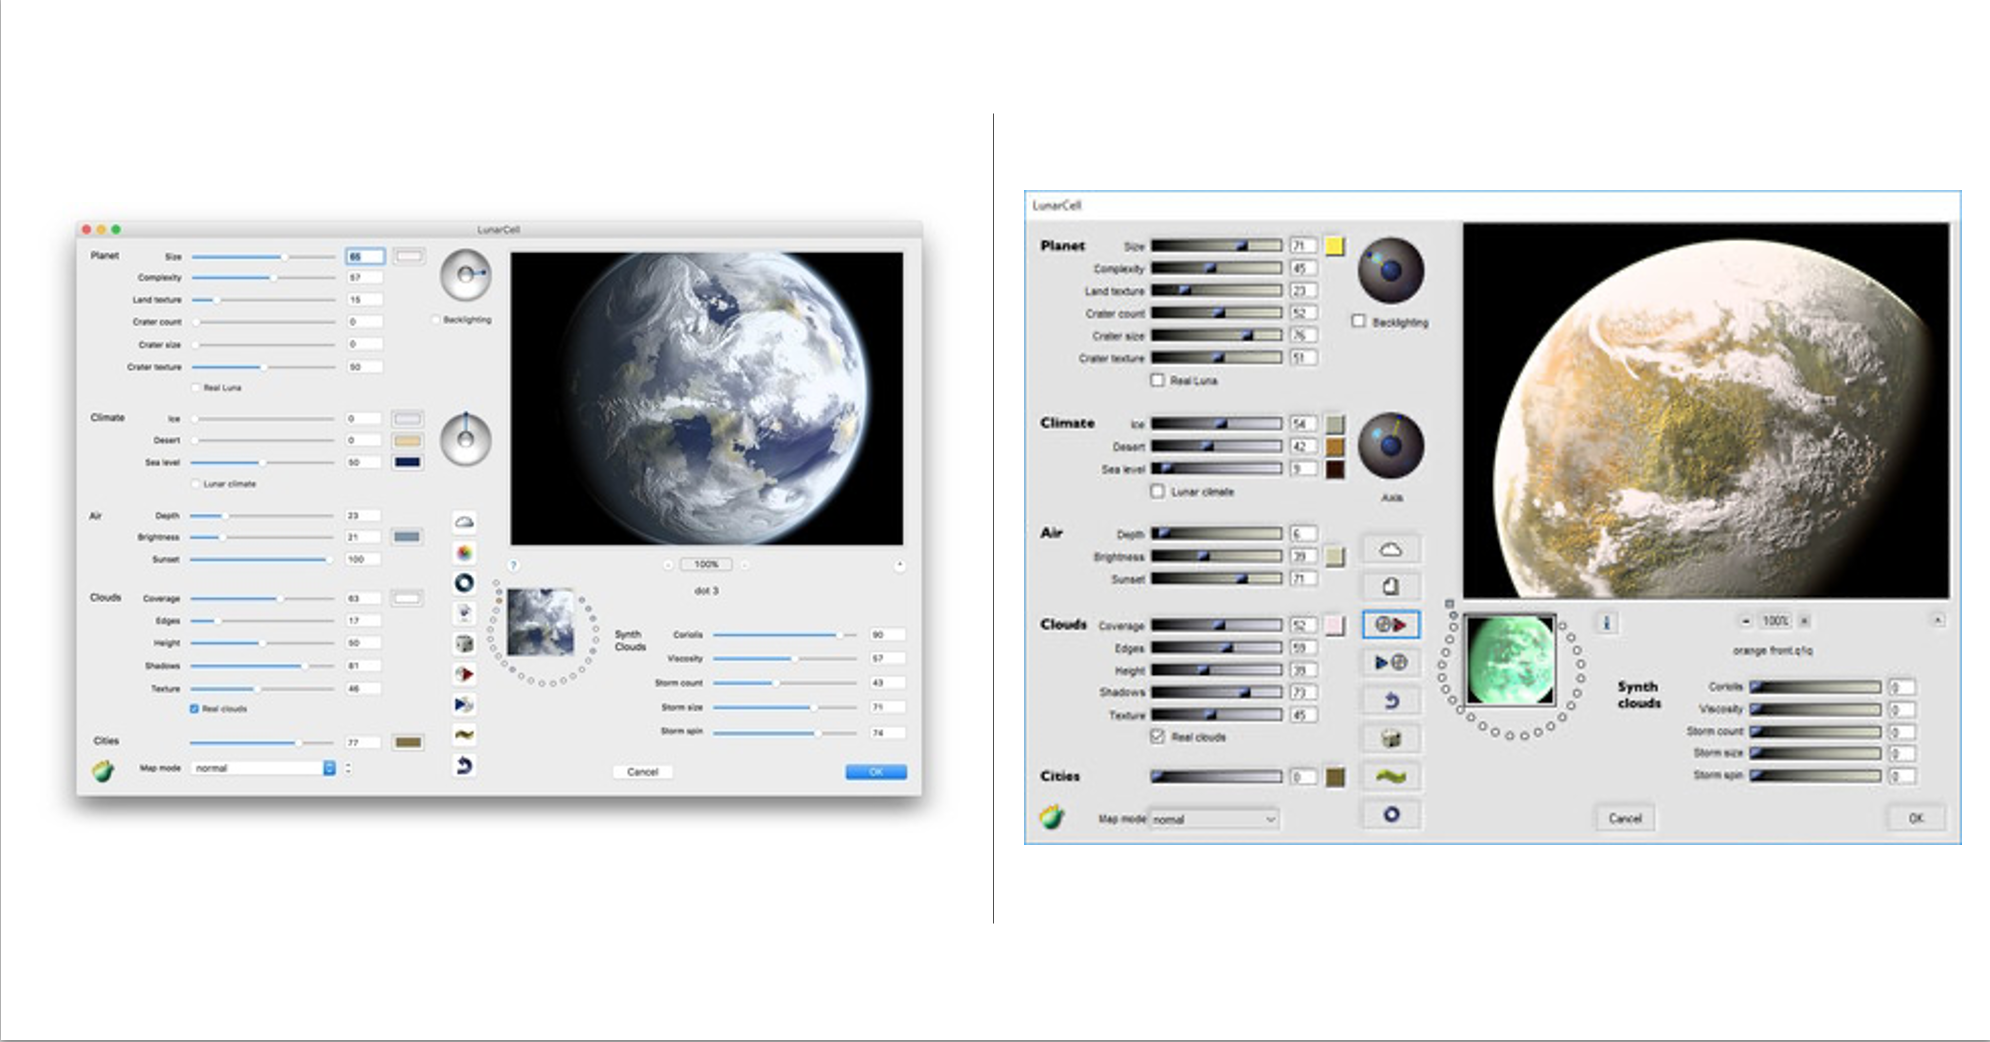 LunarCell
Planet Size 65
Complexity 57
Land texture 15
Crater count 0
Crater size 0
Crater texture 50
Real Luna
Backlighting
Climate Ice 0
Desert 0
Sea level 50
Lunar climate
Air Depth 23
Brightness 21
Sunset 100
Clouds Coverage 63
Edges 17
Height 50
Shadows 81
Texture 46
Real clouds
Cities 77
Map mode normal
?
100%
dot 3
Synth
Clouds
Coriolis 90
Viscosity 57
Storm count 43
Storm size 71
Storm spin 74
Cancel OK
LunarCell
Planet Size 71
Complexity 45
Land texture 23
Crater count 52
Crater size 76
Crater texture 51
Real Luna
Backlighting
Climate Ice 54
Desert 42
Sea level 9
Lunar climate
Axis
Air Depth 6
Brightness 39
Sunset 71
Clouds Coverage 52
Edges 59
Height 39
Shadows 73
Texture 45
Real clouds
Cities 0
Map mode normal
i
100%
orange front.q1q
Synth
clouds
Coriolis 0
Viscosity 0
Storm count 0
Storm size 0
Storm spin 0
Cancel OK